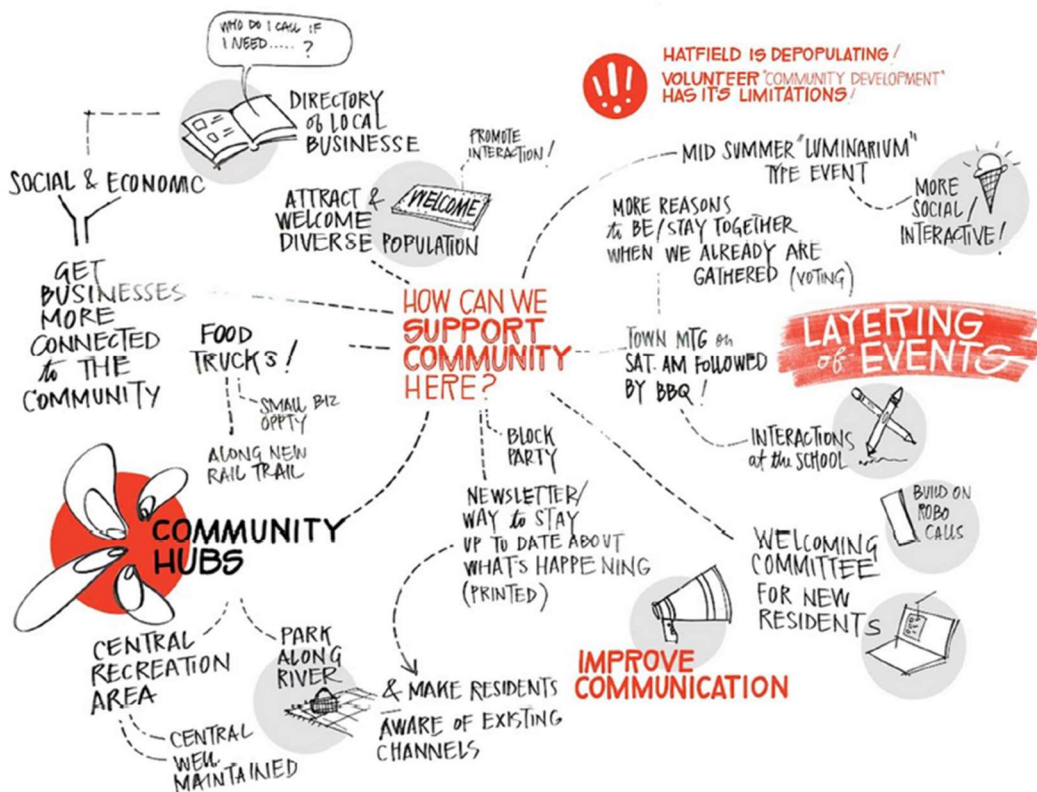 WHO DO I CALL IF
I NEED.....?
DIRECTORY
of LOCAL
BUSINESSE
SOCIAL & ECONOMIC
GET
BUSINESSES
MORE
CONNECTED
to THE
COMMUNITY
PROMOTE
INTERACTION!
ATTRACT &
WELCOME
DIVERSE POPULATION
WELCOME
HATFIELD IS DEPOPULATING!
VOLUNTEER "COMMUNITY DEVELOPMENT"
HAS ITS LIMITATIONS!
MID SUMMER "LUMINARIUM"
TYPE EVENT
MORE
SOCIAL/
INTERACTIVE!
MORE REASONS
to BE/STAY TOGETHER
WHEN WE ALREADY ARE
GATHERED (VOTING)
HOW CAN WE
SUPPORT
COMMUNITY
HERE?
LAYERING
of EVENTS
TOWN MTG on
SAT. AM FOLLOWED
BY BBQ!
INTERACTIONS
at the SCHOOL
FOOD
TRUCKS!
SMALL BIZ
OPPTY
ALONG NEW
RAIL TRAIL
BLOCK
PARTY
NEWSLETTER/
WAY to STAY
UP TO DATE ABOUT
WHAT'S HAPPENING
(PRINTED)
BUILD ON
ROBO
CALLS
WELCOMING
COMMITTEE
FOR NEW
RESIDENTS
COMMUNITY
HUBS
CENTRAL
RECREATION
AREA
CENTRAL
WELL
MAINTAINED
PARK
ALONG
RIVER
& MAKE RESIDENTS
AWARE OF EXISTING
CHANNELS
IMPROVE
COMMUNICATION